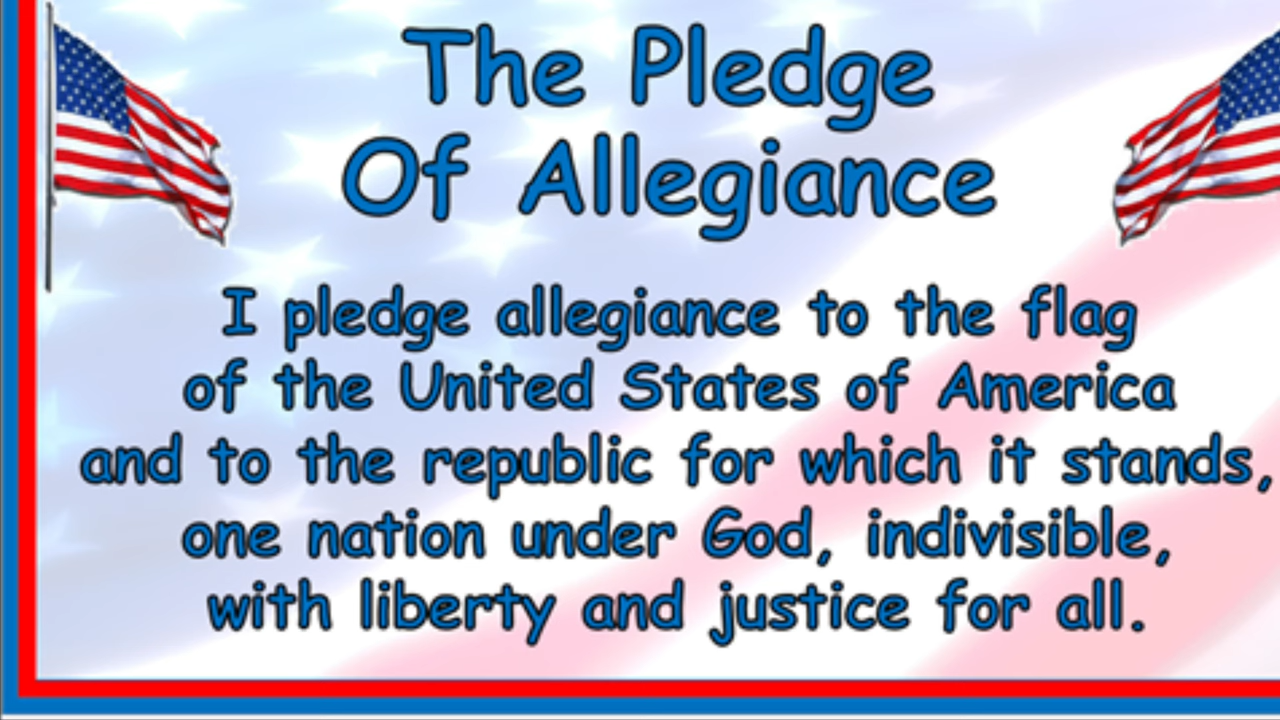 The Pledge
Of Allegiance
I pledge allegiance to the flag
of the United States of America
and to the republic for which it stands,
one nation under God, indivisible,
with liberty and justice for all.